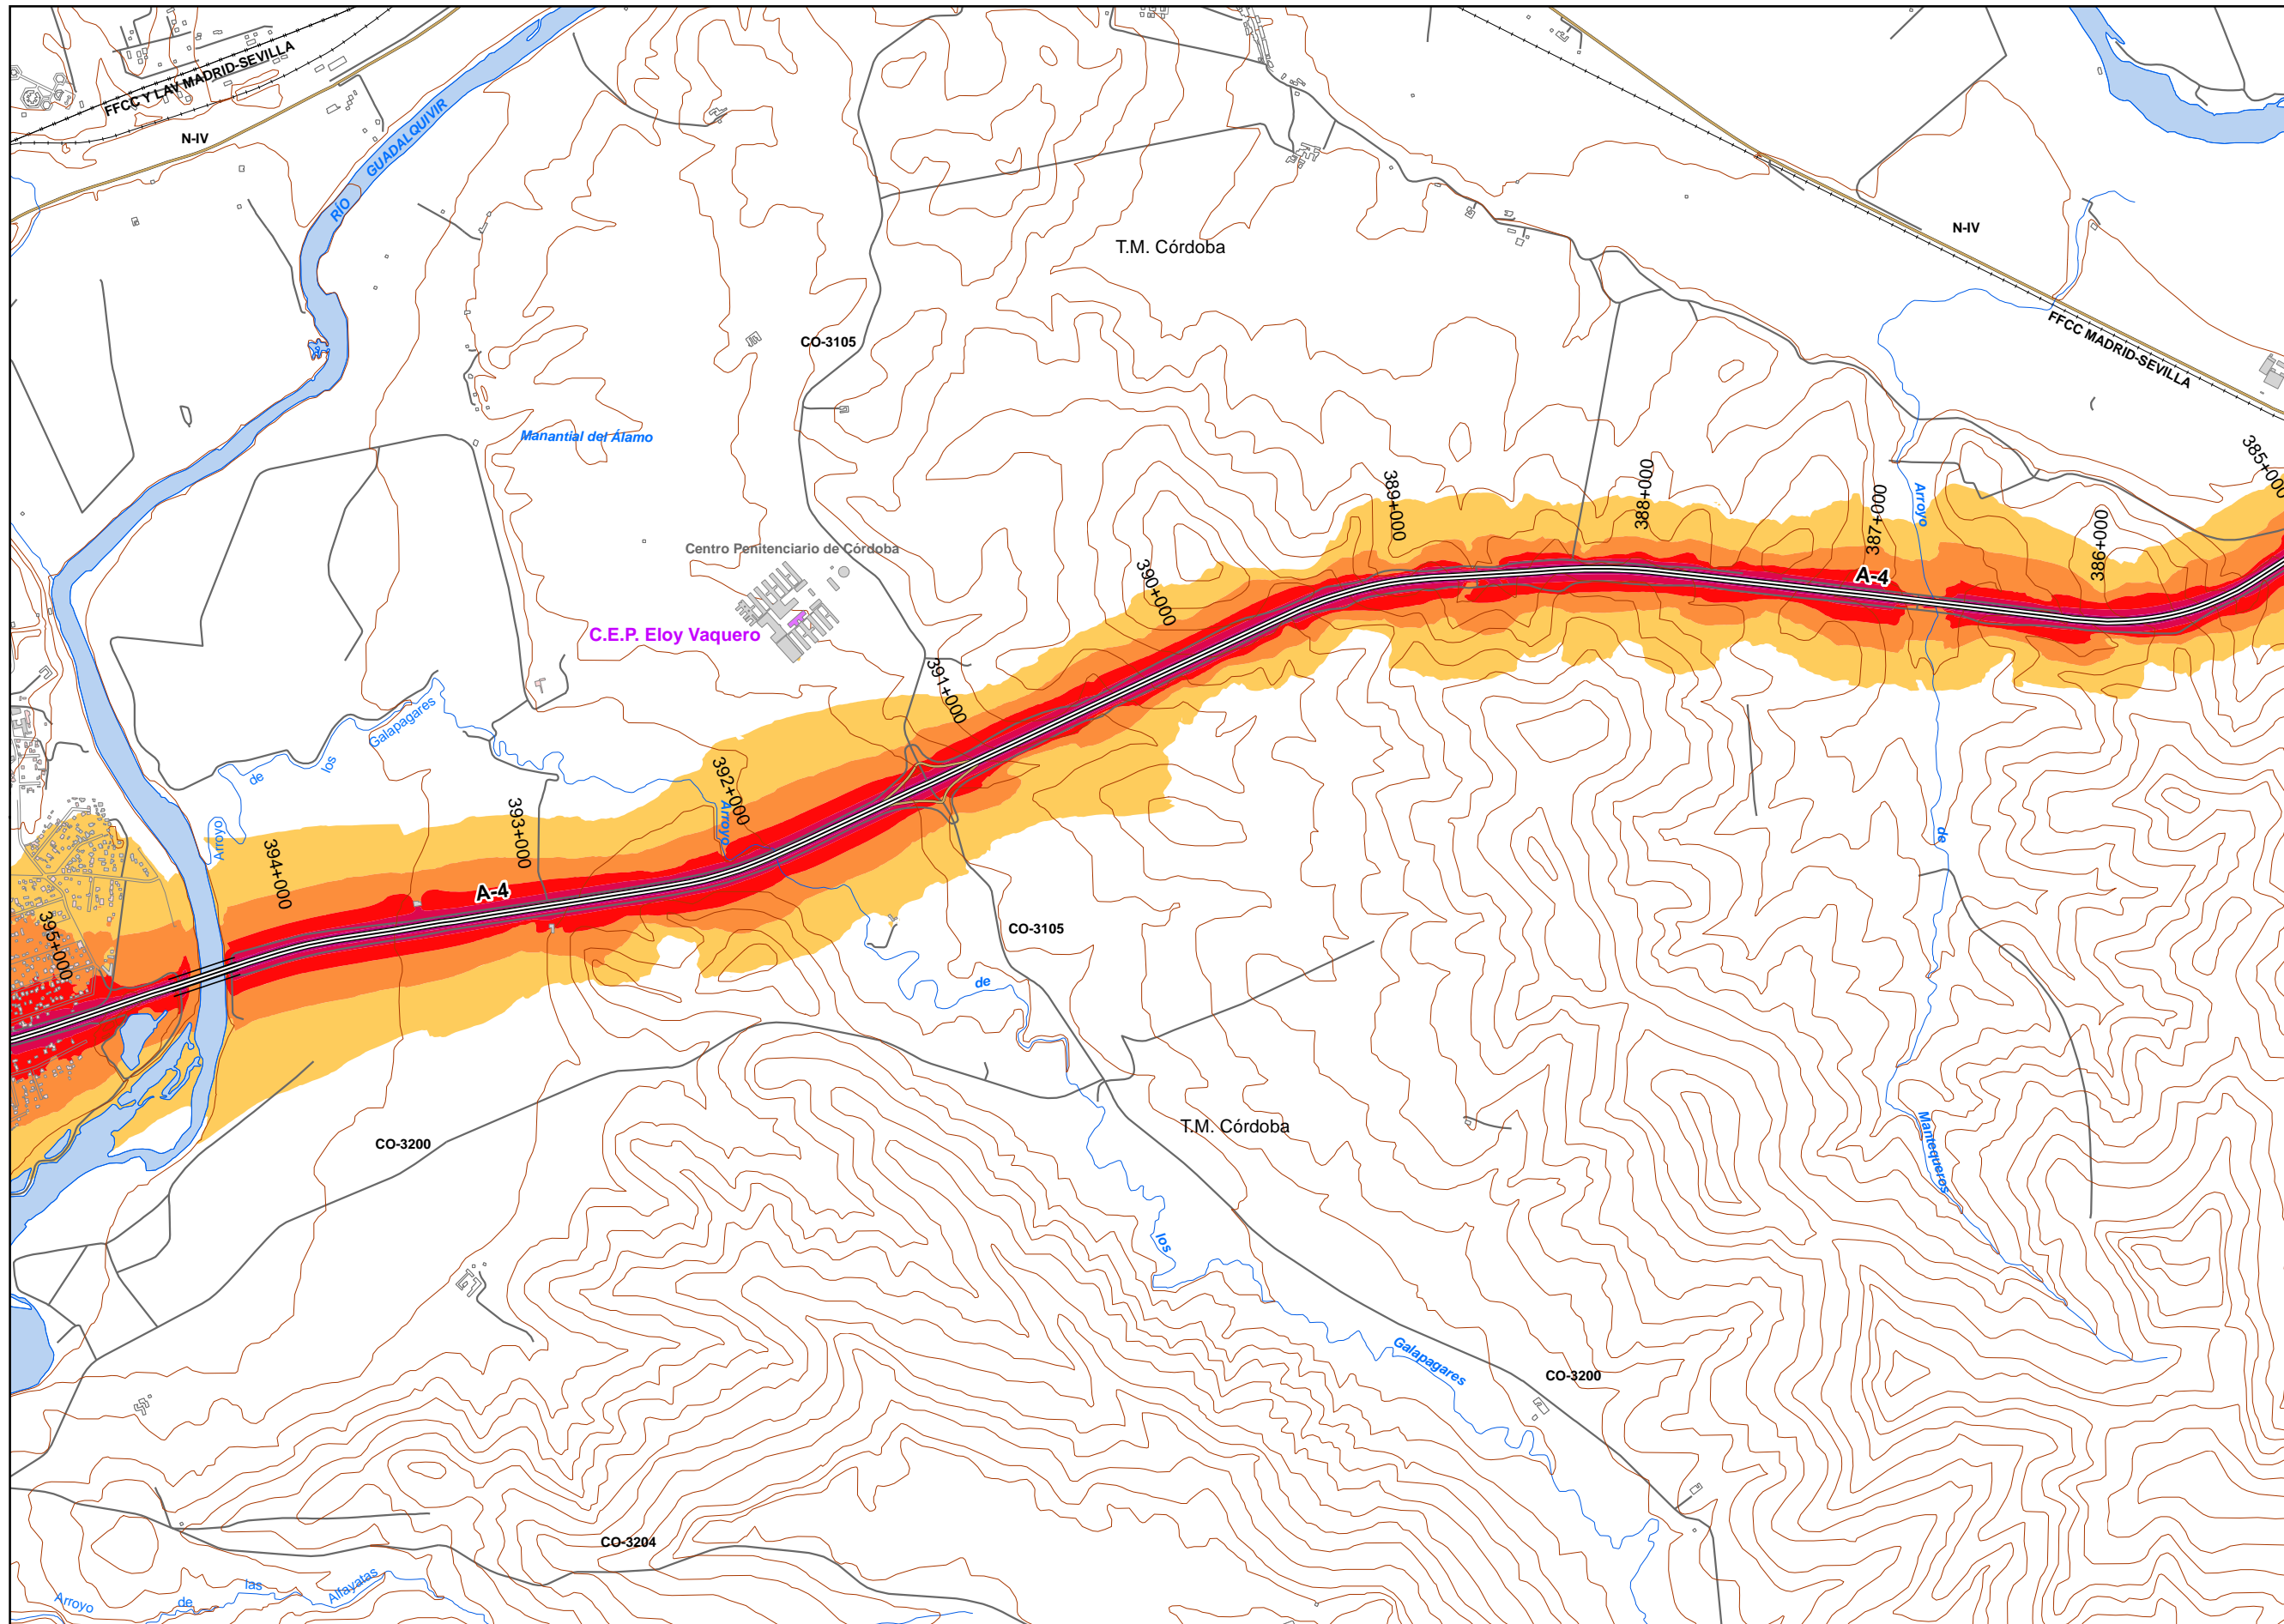 FFCC Y LAV MADRID-SEVILLA
N-IV
RÍO GUADALQUIVIR
T.M. Córdoba
N-IV
FFCC MADRID-SEVILLA
CO-3105
Manantial del Álamo
385+000
386+000
387+000
388+000
389+000
390+000
391+000
392+000
393+000
394+000
395+000
Arroyo
A-4
Centro Penitenciario de Córdoba
C.E.P. Eloy Vaquero
Galapagares
los
de
Arroyo
Arroyo
A-4
de
CO-3105
de
T.M. Córdoba
CO-3200
Mantequeros
los
Galapagares
CO-3200
CO-3204
Arroyo
de
las
Alfayatas